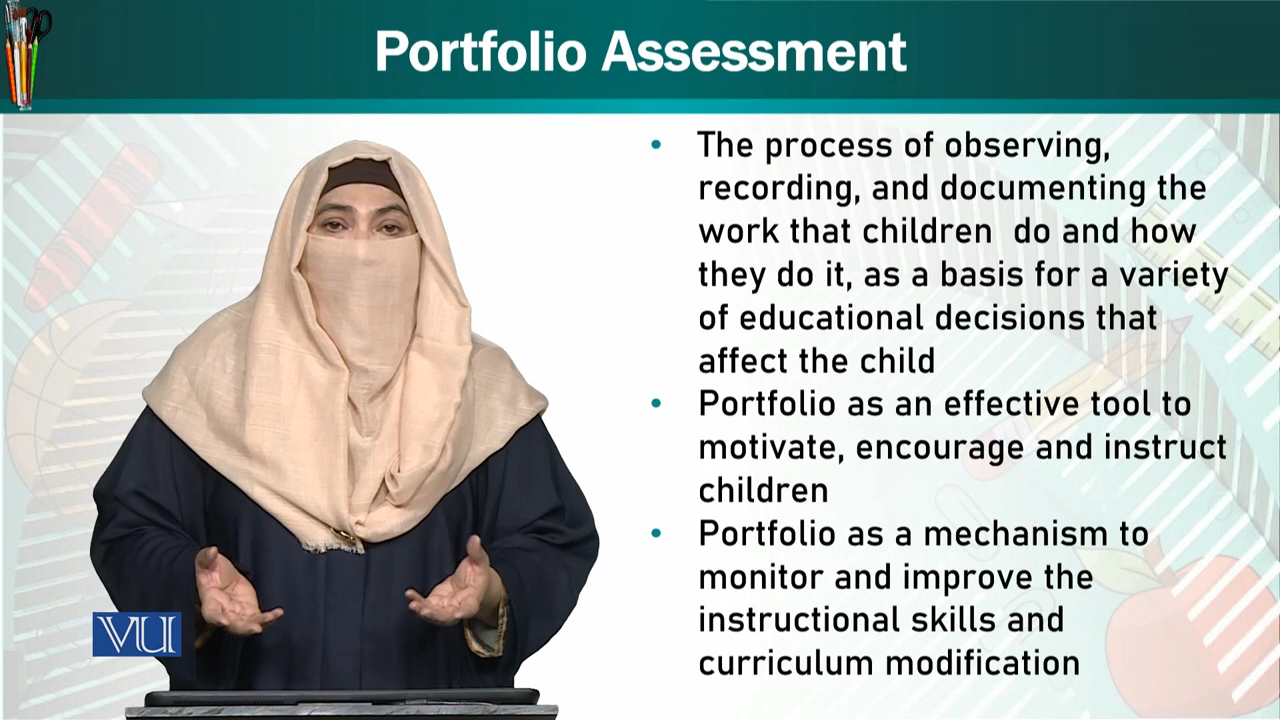 Portfolio Assessment
• The process of observing,
recording, and documenting the
work that children do and how
they do it, as a basis for a variety
of educational decisions that
affect the child
• Portfolio as an effective tool to
motivate, encourage and instruct
children
• Portfolio as a mechanism to
monitor and improve the
instructional skills and
curriculum modification
VU